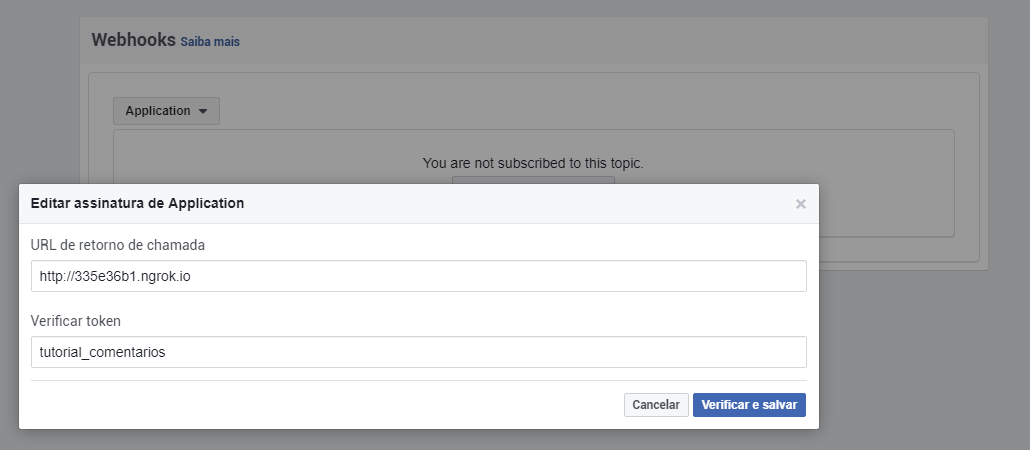 Webhooks Saiba mais
Application
You are not subscribed to this topic.
Editar assinatura de Application
×
URL de retorno de chamada
http://335e36b1.ngrok.io
Verificar token
tutorial_comentarios
Cancelar Verificar e salvar